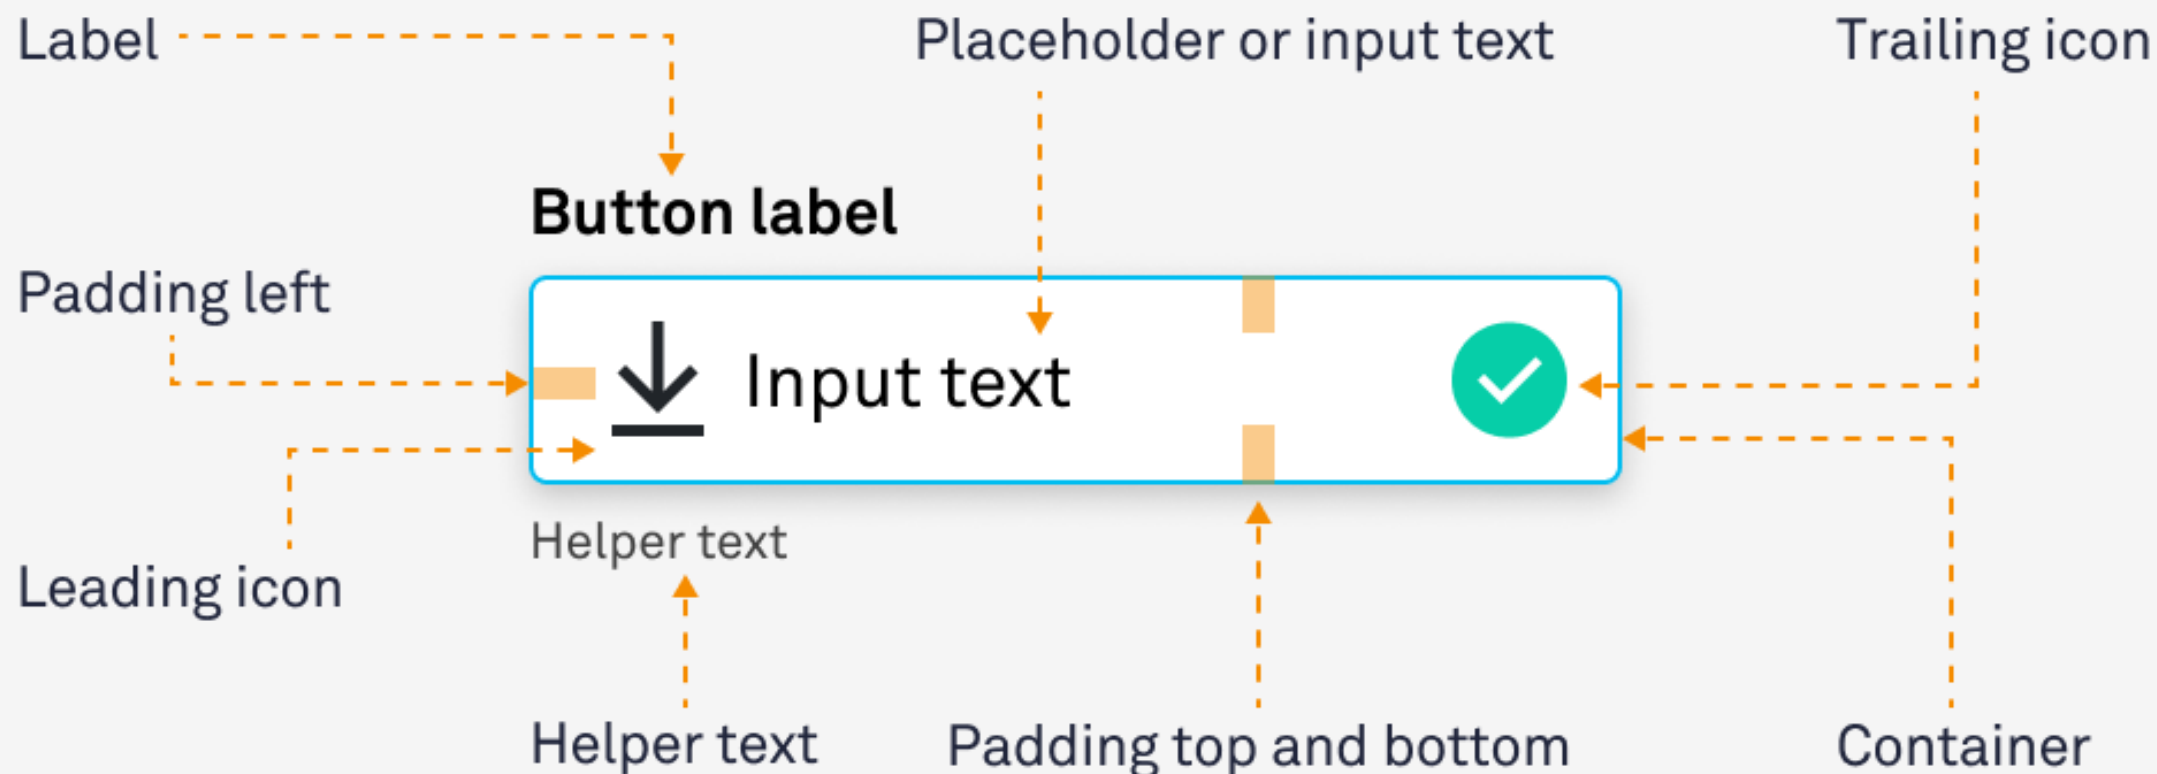 Label
Placeholder or input text
Trailing icon
Button label
Padding left
Input text
Helper text
Leading icon
Helper text
Padding top and bottom
Container